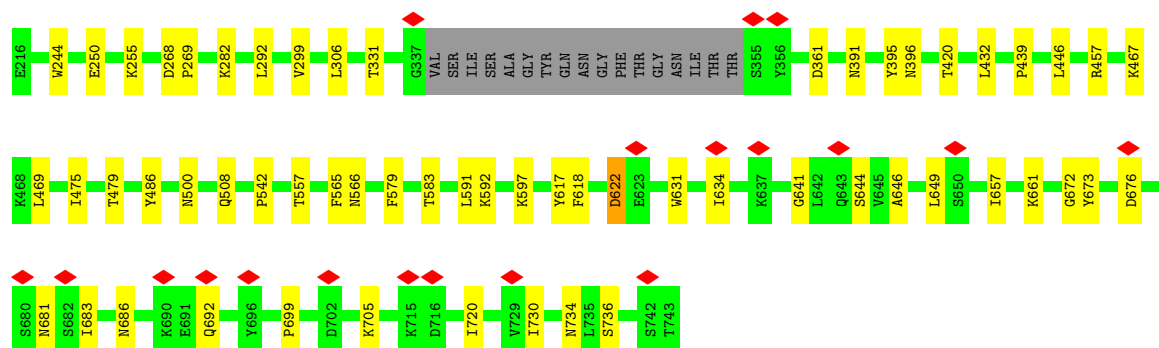 E216 W244 E250 K255 D268 P269 K282 L292 V299 L306 T331 G337 VAL SER ILE SER ALA GLY TYR GLN ASN GLY PHE THR GLY ASN ILE THR THR S355 Y356 D361 N391 Y395 N396 T420 L432 P439 L446 R457 K467
K468 L469 I475 T479 Y486 N500 Q508 P542 T557 F565 N566 F579 T583 L591 K592 K597 Y617 F618 D622 E623 W631 I634 K637 G641 L642 Q643 S644 V645 A646 L649 S650 I657 K661 G672 Y673 D676
S680 N681 S682 I683 N686 K690 E691 Q692 Y696 P699 D702 K705 K715 D716 I720 V729 I730 N734 L735 S736 S742 T743